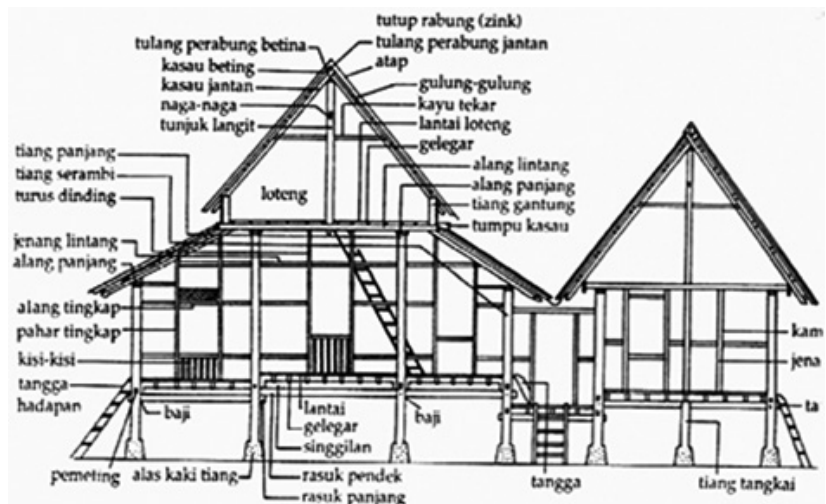 tutup rabung (zink)
tulang perabung betina
tulang perabung jantan
kasau beting
atap
kasau jantan
gulung-gulung
naga-naga
kayu tekar
tunjuk langit
lantai loteng
gelegar
tiang panjang
alang lintang
tiang serambi
alang panjang
turus dinding
loteng
tiang gantung
tumpu kasau
jenang lintang
alang panjang
alang tingkap
pahar tingkap
kam
kisi-kisi
jena
tangga
hadapan
baji
lantai
baji
ta
gelegar
singgilan
pemeting
alas kaki tiang
rasuk pendek
tangga
tiang tangkai
rasuk panjang